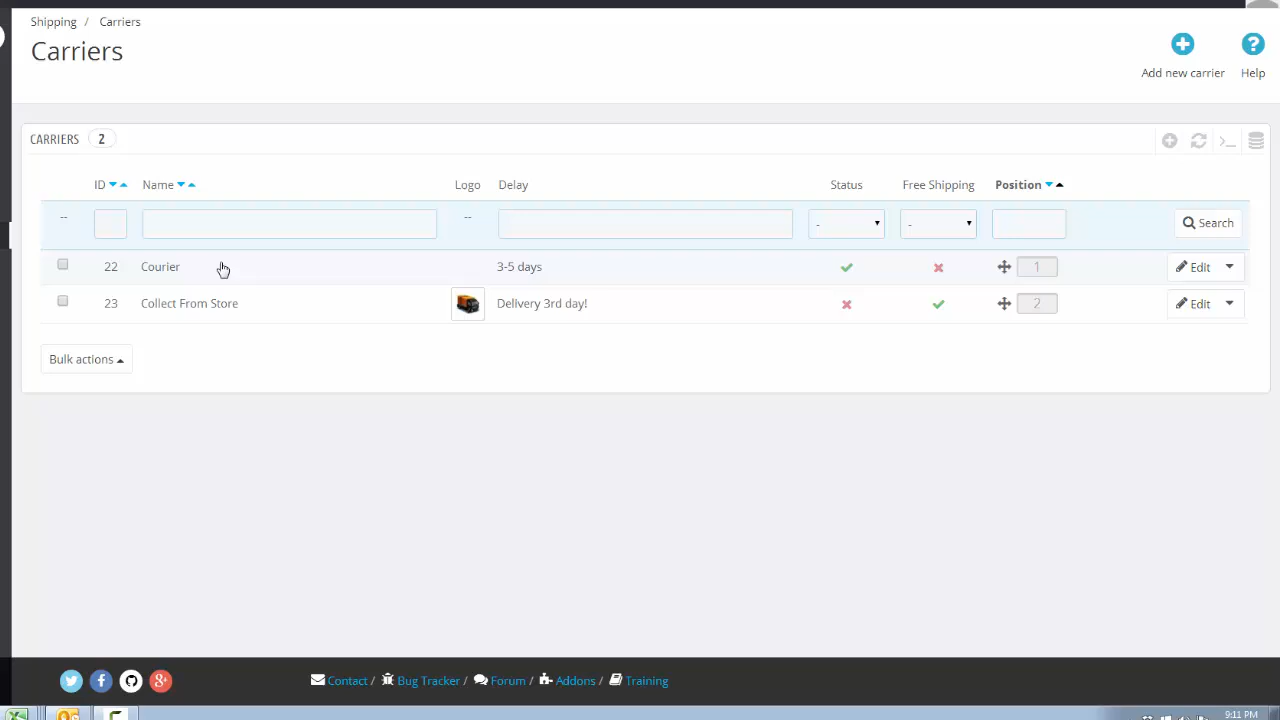 Shipping / Carriers
Carriers
Add new carrier
Help
CARRIERS 2
ID Name Logo Delay Status Free Shipping Position
-- -- - - Search
22 Courier 3-5 days 1 Edit
23 Collect From Store Delivery 3rd day! 2 Edit
Bulk actions
Contact / Bug Tracker / Forum / Addons / Training
9:11 PM